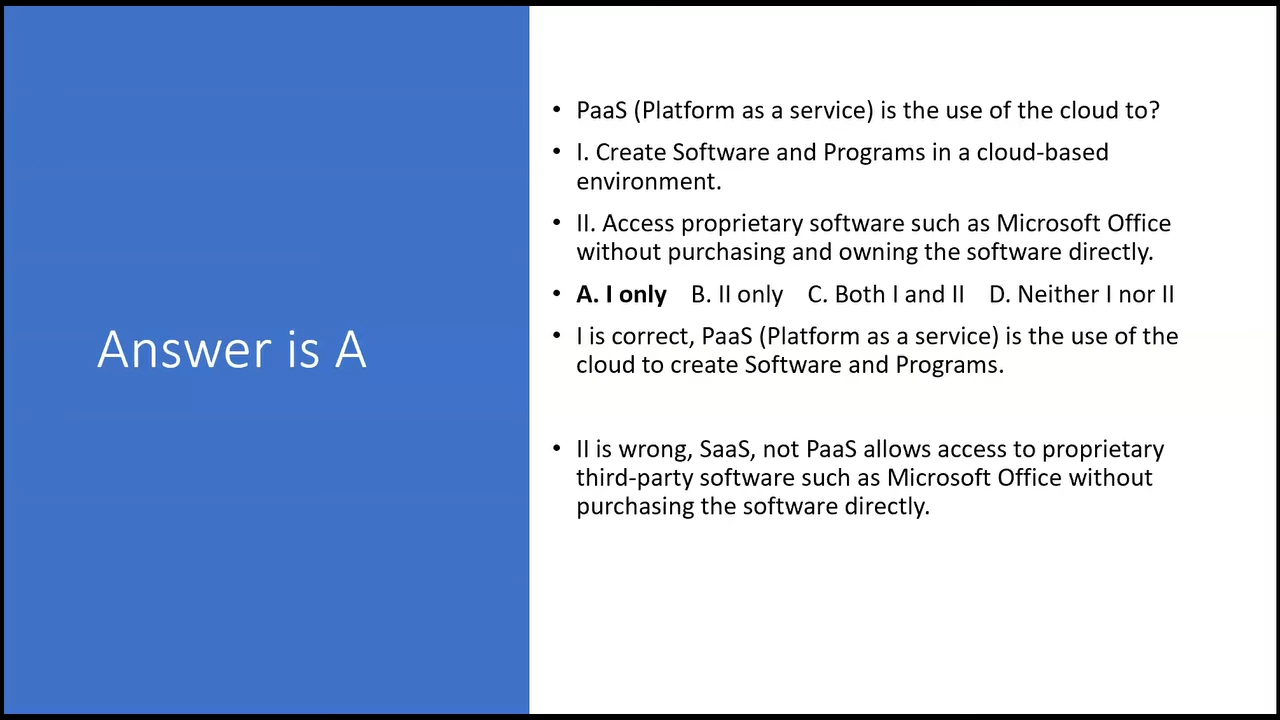 Answer is A
• PaaS (Platform as a service) is the use of the cloud to?
• I. Create Software and Programs in a cloud-based
environment.
• II. Access proprietary software such as Microsoft Office
without purchasing and owning the software directly.
• A. I only B. II only C. Both I and II D. Neither I nor II
• I is correct, PaaS (Platform as a service) is the use of the
cloud to create Software and Programs.
• II is wrong, SaaS, not PaaS allows access to proprietary
third-party software such as Microsoft Office without
purchasing the software directly.